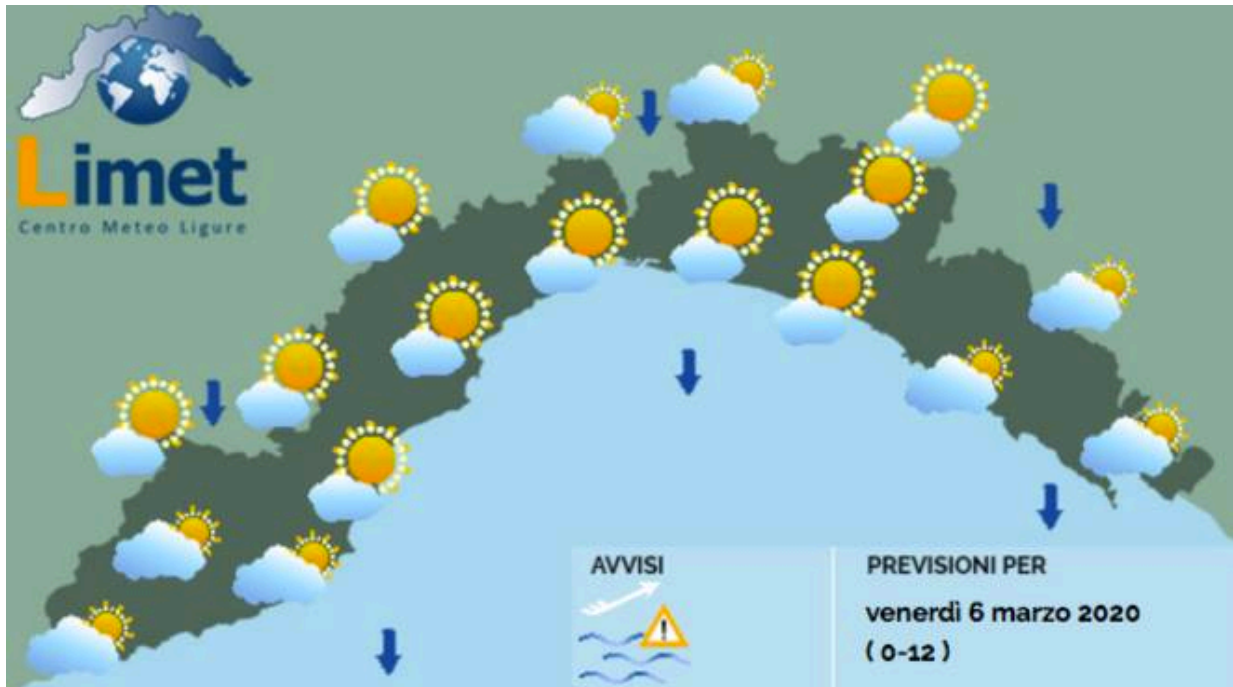 Limet
Centro Meteo Ligure
AVVISI
PREVISIONI PER
venerdì 6 marzo 2020
( 0-12 )